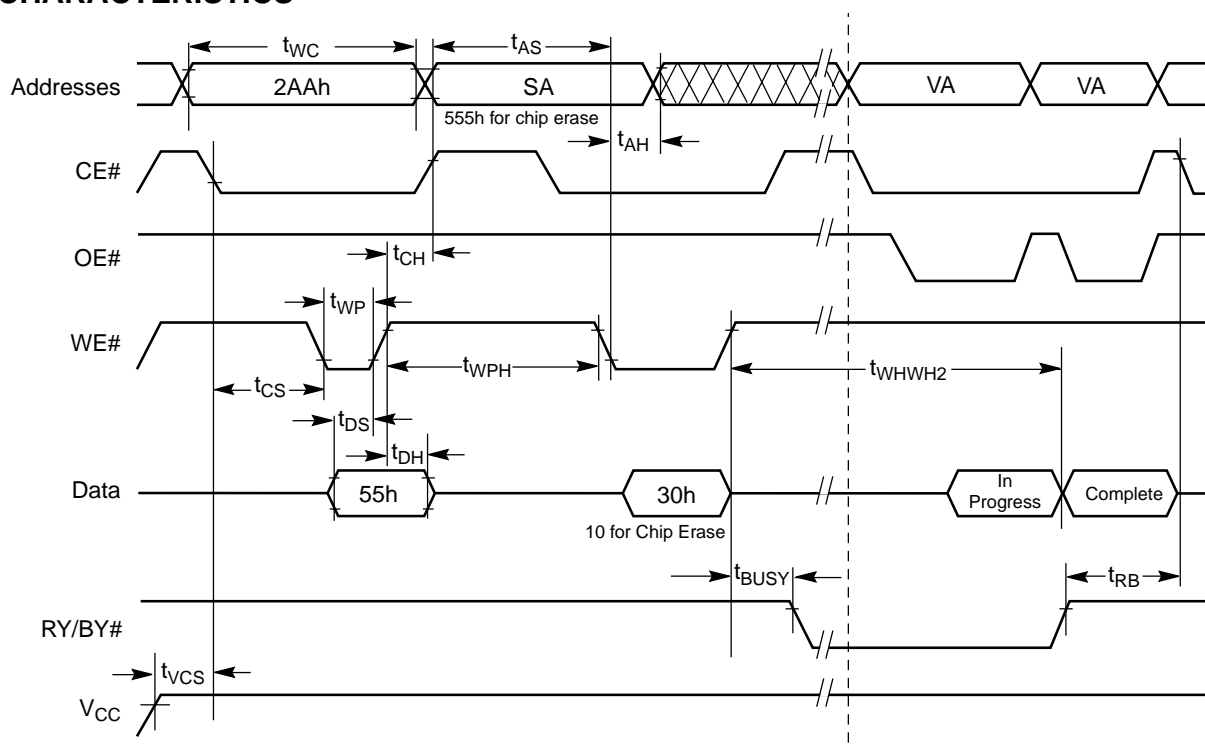 CHARACTERISTICS
tWC
tAS
Addresses
2AAh
SA
VA
VA
555h for chip erase
tAH
CE#
OE#
tCH
tWP
WE#
tWPH
tWHWH2
tCS
tDS
tDH
Data
55h
30h
In
Progress
Complete
10 for Chip Erase
tBUSY
tRB
RY/BY#
tVCS
VCC